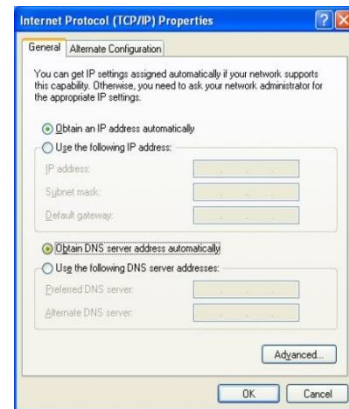 Internet Protocol (TCP/IP) Properties
General
Alternate Configuration
You can get IP settings assigned automatically if your network supports
this capability. Otherwise, you need to ask your network administrator for
the appropriate IP settings.
Obtain an IP address automatically
Use the following IP address:
IP address:
Subnet mask:
Default gateway:
Obtain DNS server address automatically
Use the following DNS server addresses:
Preferred DNS server:
Alternate DNS server:
Advanced...
OK
Cancel